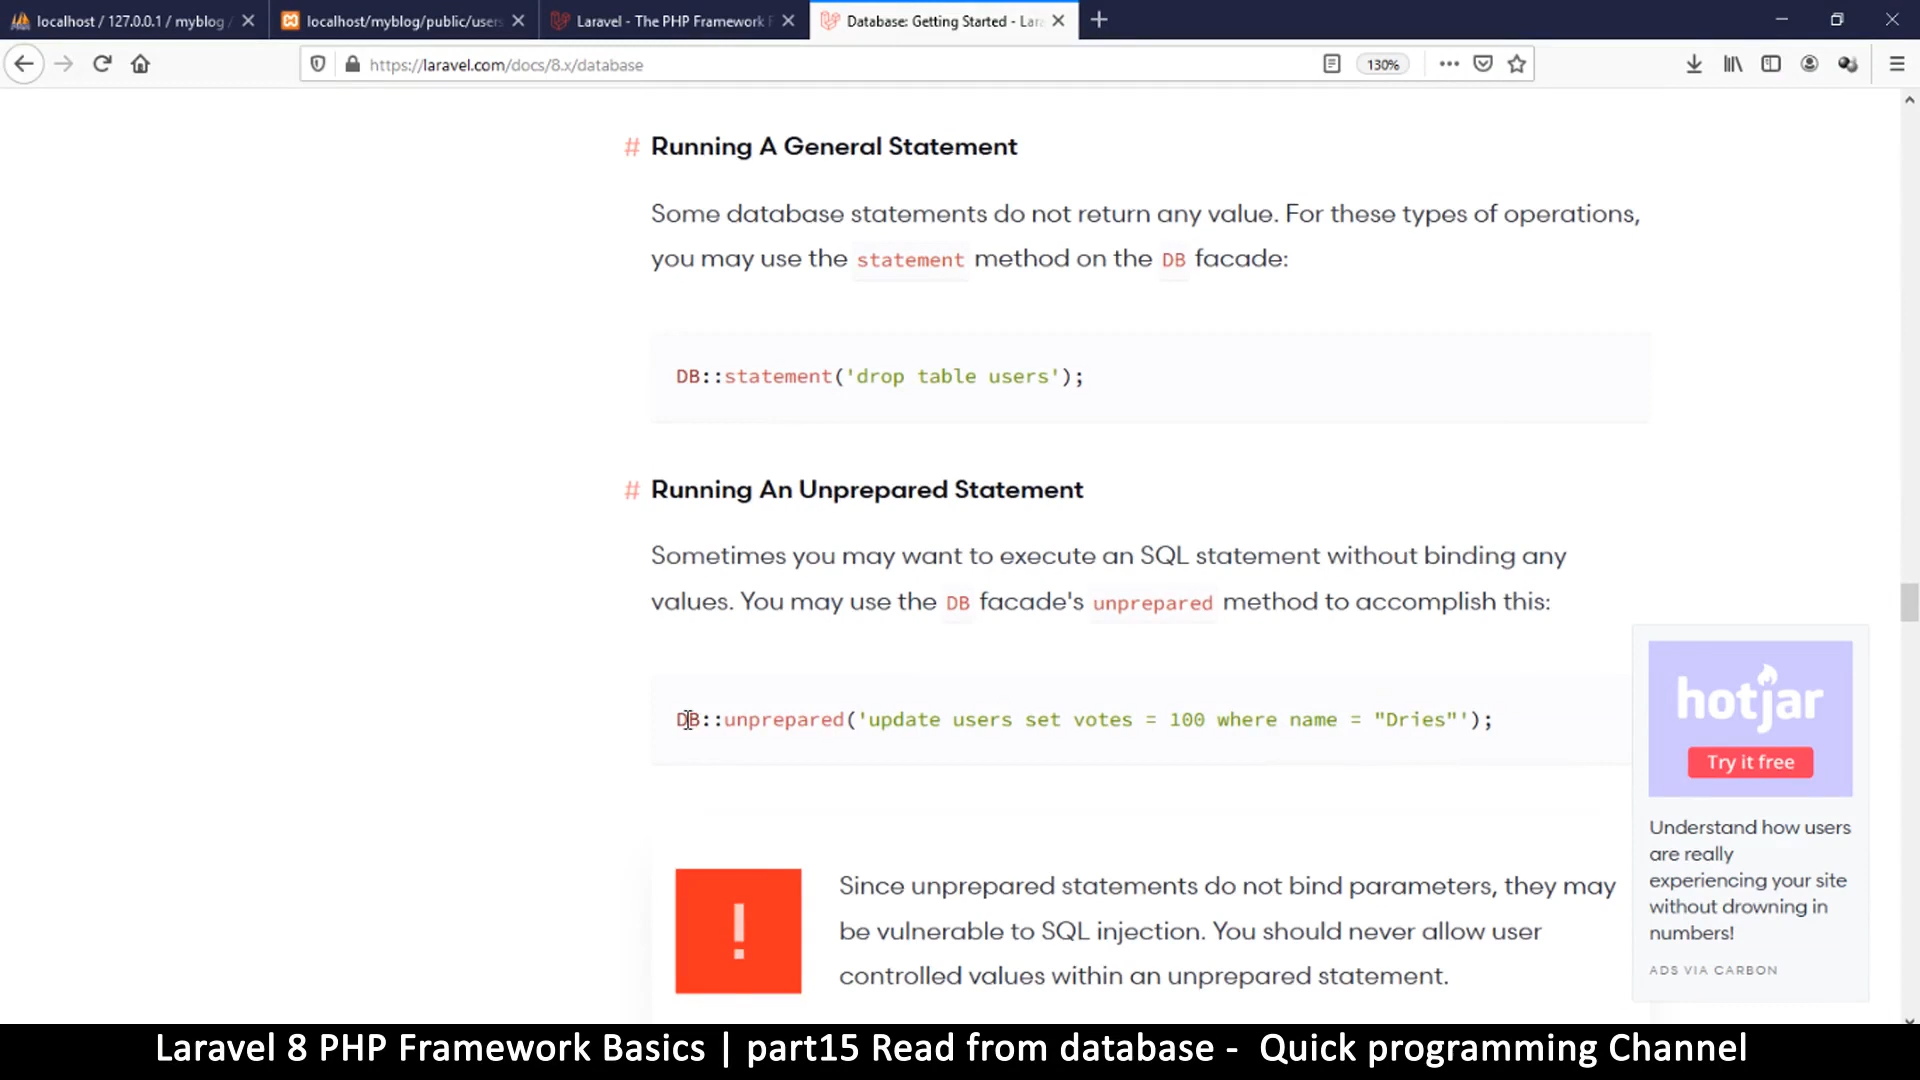 localhost / 127.0.0.1 / myblog /
localhost/myblog/public/users
Laravel - The PHP Framework F
Database: Getting Started - Lara
https://laravel.com/docs/8.x/database
130%
# Running A General Statement
Some database statements do not return any value. For these types of operations,
you may use the statement method on the DB facade:
DB::statement('drop table users');
# Running An Unprepared Statement
Sometimes you may want to execute an SQL statement without binding any
values. You may use the DB facade's unprepared method to accomplish this:
DB::unprepared('update users set votes = 100 where name = "Dries"');
!
Since unprepared statements do not bind parameters, they may
be vulnerable to SQL injection. You should never allow user
controlled values within an unprepared statement.
hotjar
Try it free
Understand how users
are really
experiencing your site
without drowning in
numbers!
ADS VIA CARBON
Laravel 8 PHP Framework Basics | part15 Read from database - Quick programming Channel